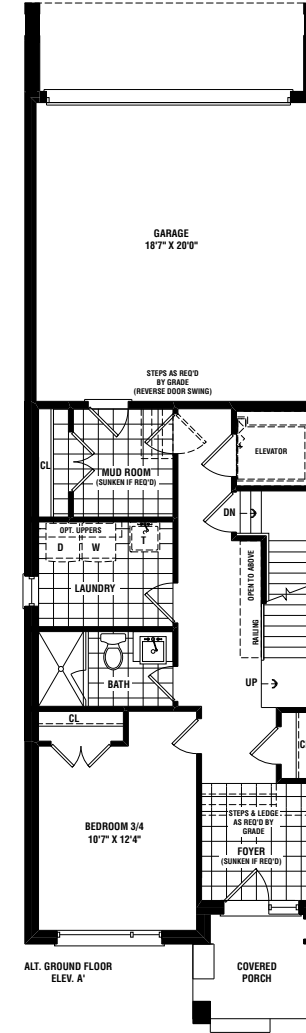 GARAGE
18'7" X 20'0"
STEPS AS REQ'D
BY GRADE
(REVERSE DOOR SWING)
ELEVATOR
CL
MUD ROOM
(SUNKEN IF REQ'D)
DN
OPT. UPPERS
D
W
T
OPEN TO ABOVE
LAUNDRY
RAILING
BATH
UP
CL
C
BEDROOM 3/4
10'7" X 12'4"
STEPS & LEDGE
AS REQ'D BY
GRADE
FOYER
(SUNKEN IF REQ'D)
ALT. GROUND FLOOR
ELEV. A'
COVERED
PORCH